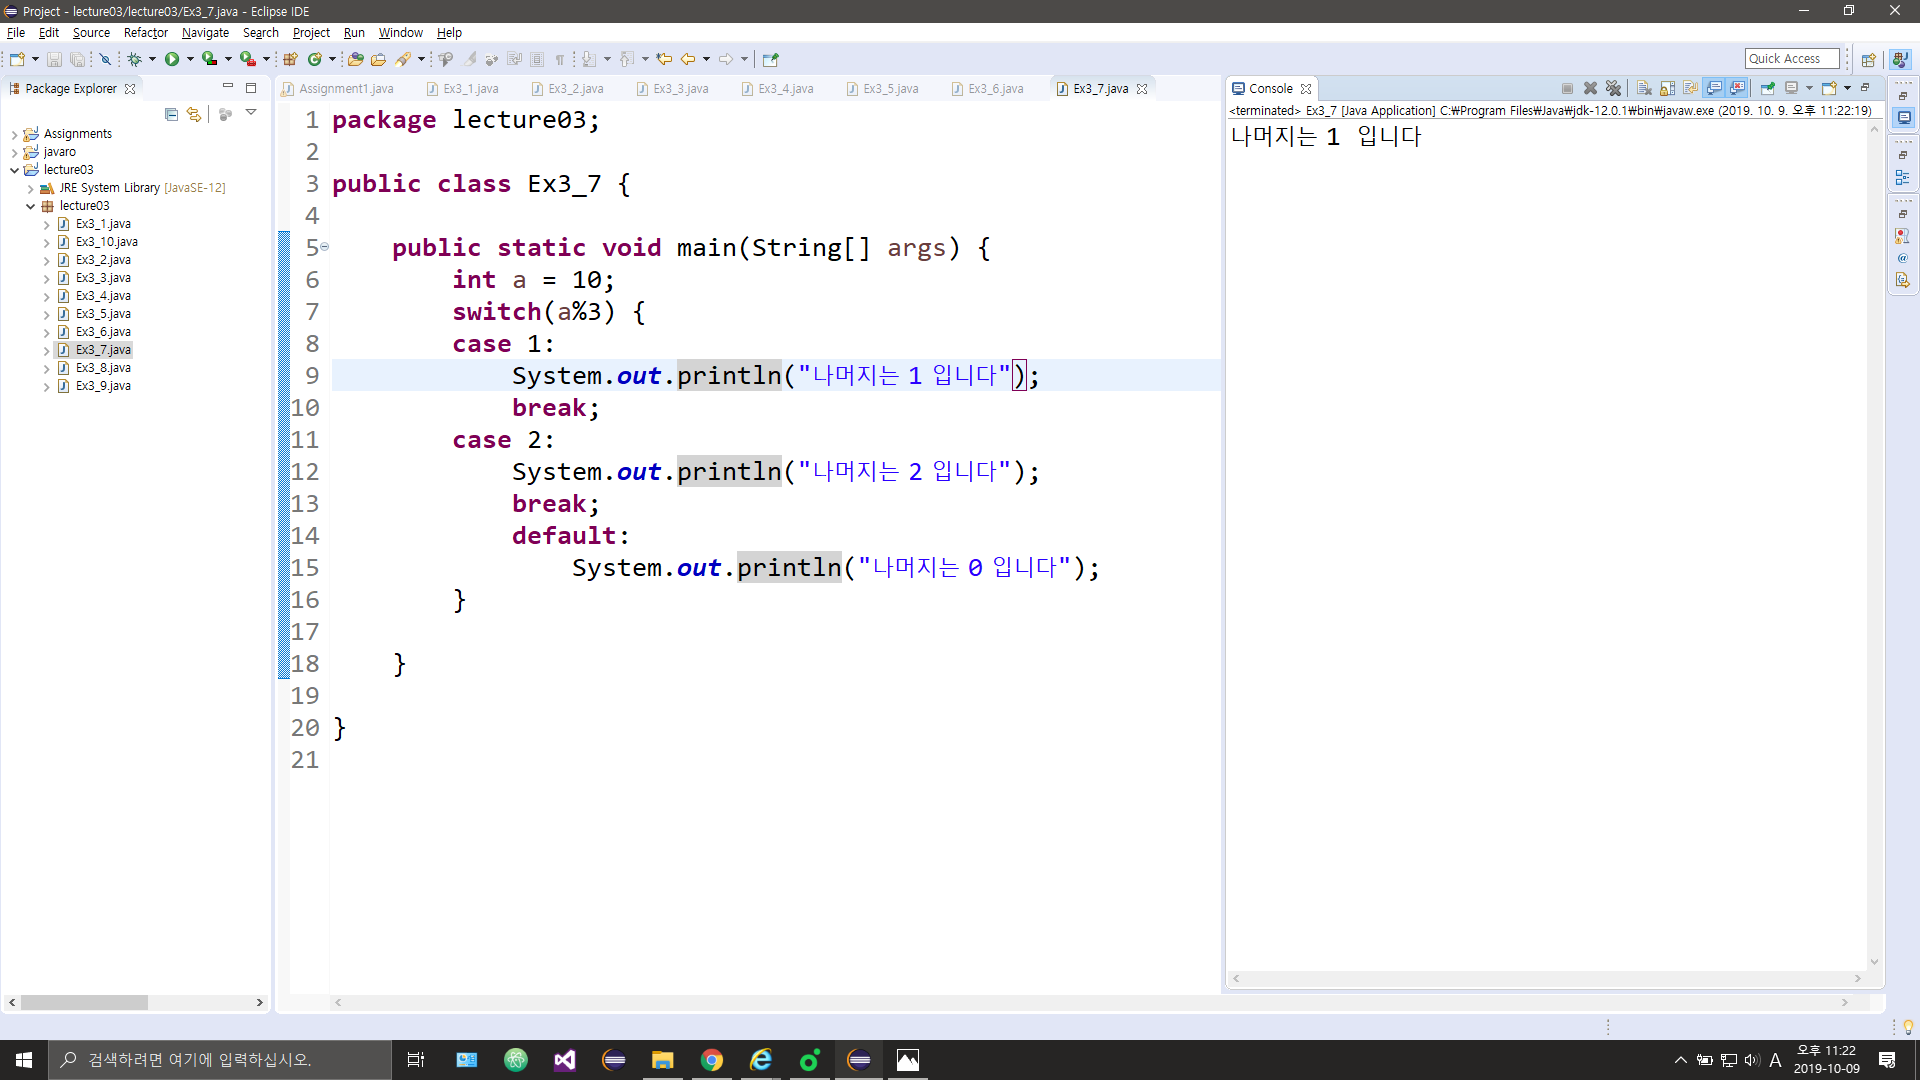 Project - lecture03/lecture03/Ex3_7.java - Eclipse IDE
File Edit Source Refactor Navigate Search Project Run Window Help
Quick Access
Package Explorer
Assignments
javaro
lecture03
JRE System Library [JavaSE-12]
lecture03
Ex3_1.java
Ex3_10.java
Ex3_2.java
Ex3_3.java
Ex3_4.java
Ex3_5.java
Ex3_6.java
Ex3_7.java
Ex3_8.java
Ex3_9.java
Assignment1.java Ex3_1.java Ex3_2.java Ex3_3.java Ex3_4.java Ex3_5.java Ex3_6.java Ex3_7.java
1 package lecture03;
2
3 public class Ex3_7 {
4
5 public static void main(String[] args) {
6 int a = 10;
7 switch(a%3) {
8 case 1:
9 System.out.println("나머지는 1 입니다");
10 break;
11 case 2:
12 System.out.println("나머지는 2 입니다");
13 break;
14 default:
15 System.out.println("나머지는 0 입니다");
16 }
17
18 }
19
20 }
21
Console
<terminated> Ex3_7 [Java Application] C:₩Program Files₩Java₩jdk-12.0.1₩bin₩javaw.exe (2019. 10. 9. 오후 11:22:19)
나머지는 1 입니다
검색하려면 여기에 입력하십시오.
A
오후 11:22
2019-10-09